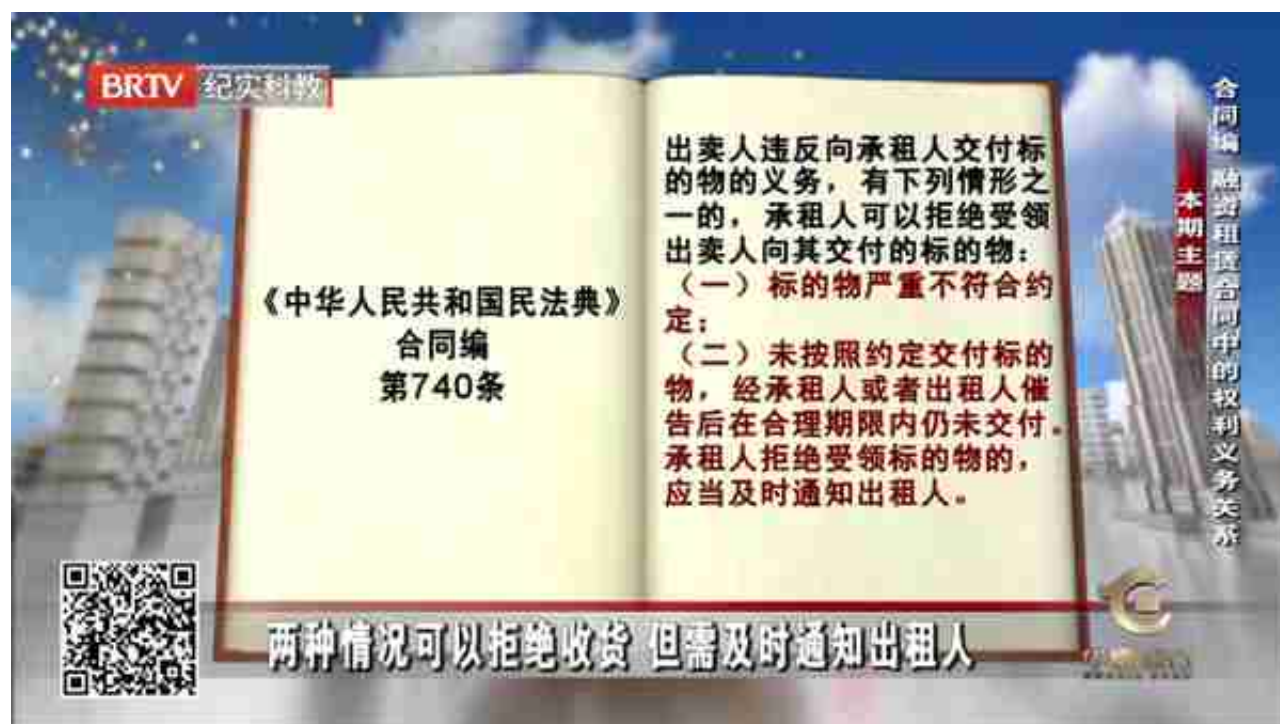 BRTV 纪实科教
《中华人民共和国民法典》
合同编
第740条
出卖人违反向承租人交付标
的物的义务，有下列情形之
一的，承租人可以拒绝受领
出卖人向其交付的标的物：
（一）标的物严重不符合约
定；
（二）未按照约定交付标的
物，经承租人或者出租人催
告后在合理期限内仍未交付。
承租人拒绝受领标的物的，
应当及时通知出租人。
本期主题
合同编 融资租赁合同中的权利义务关系
两种情况可以拒绝收货 但需及时通知出租人